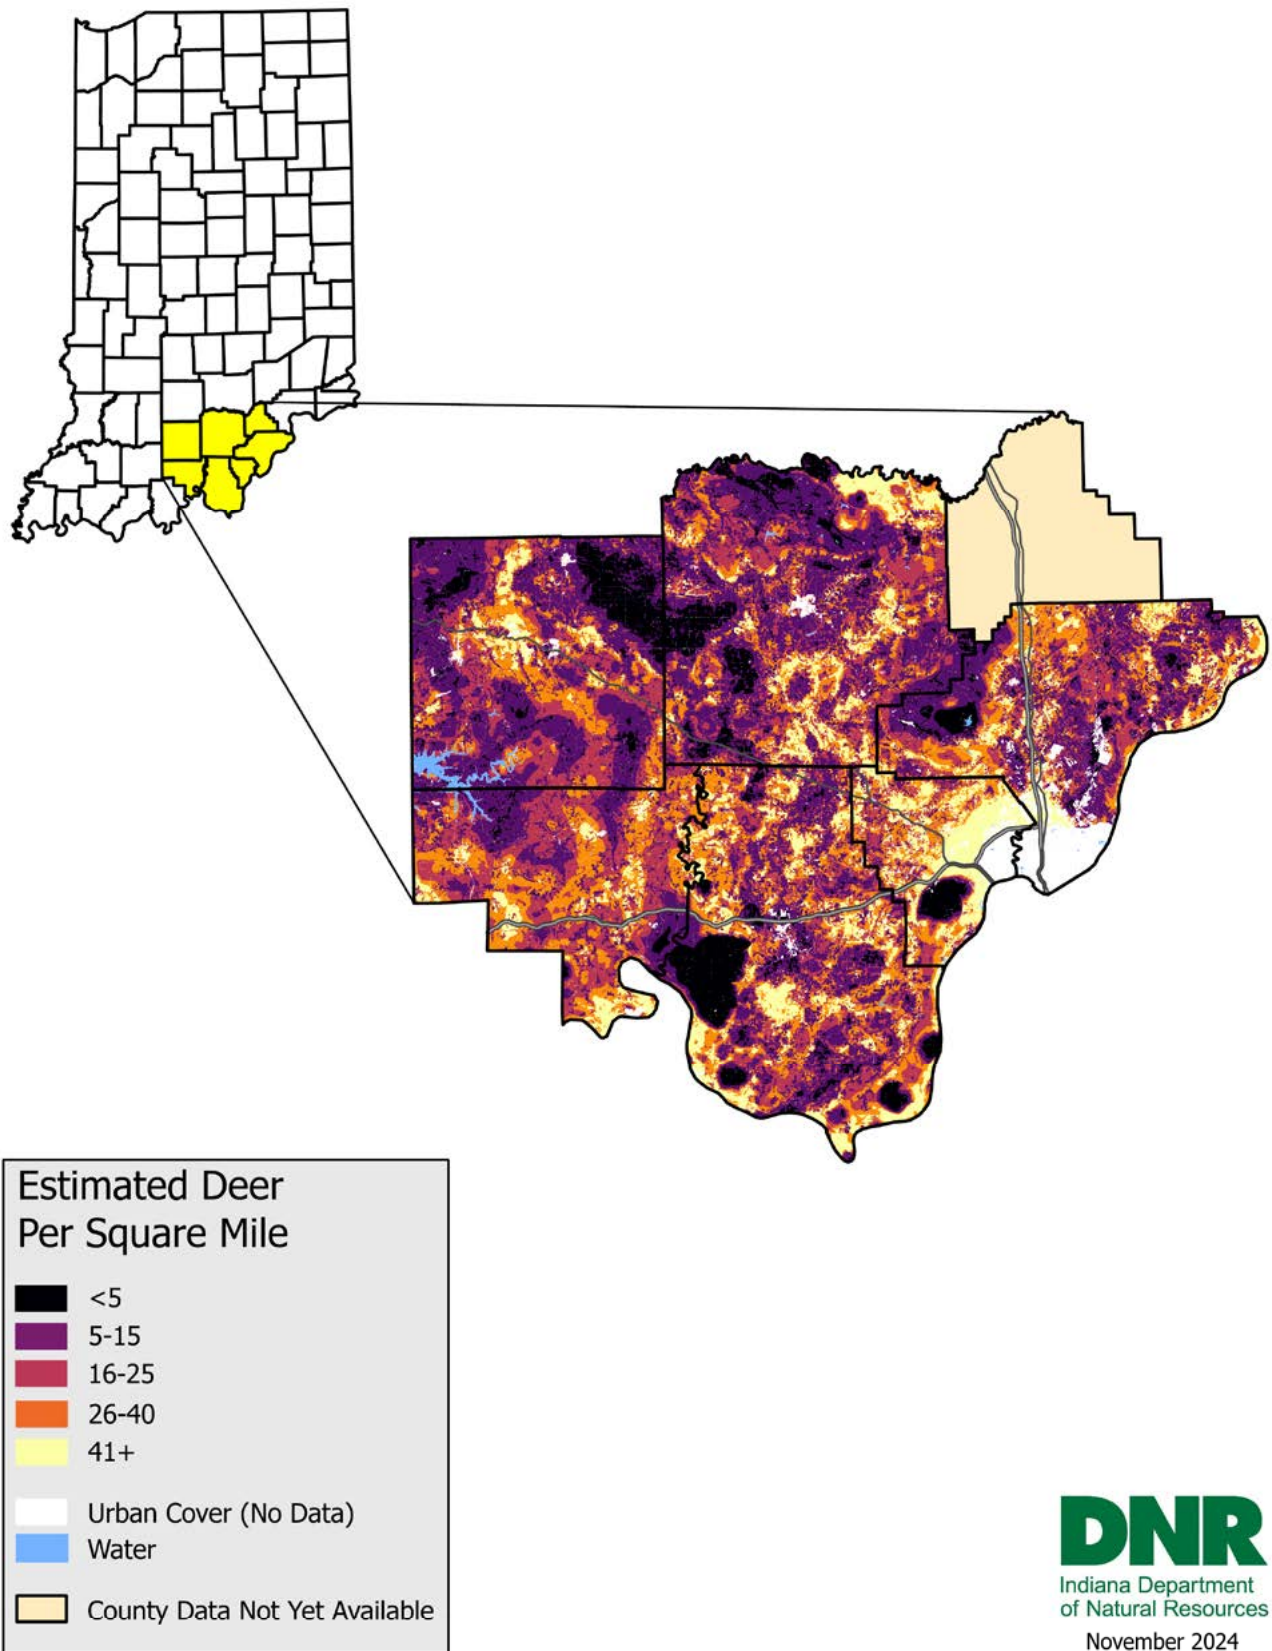 Estimated Deer
Per Square Mile
<5
5-15
16-25
26-40
41+
Urban Cover (No Data)
Water
County Data Not Yet Available
DNR
Indiana Department
of Natural Resources
November 2024